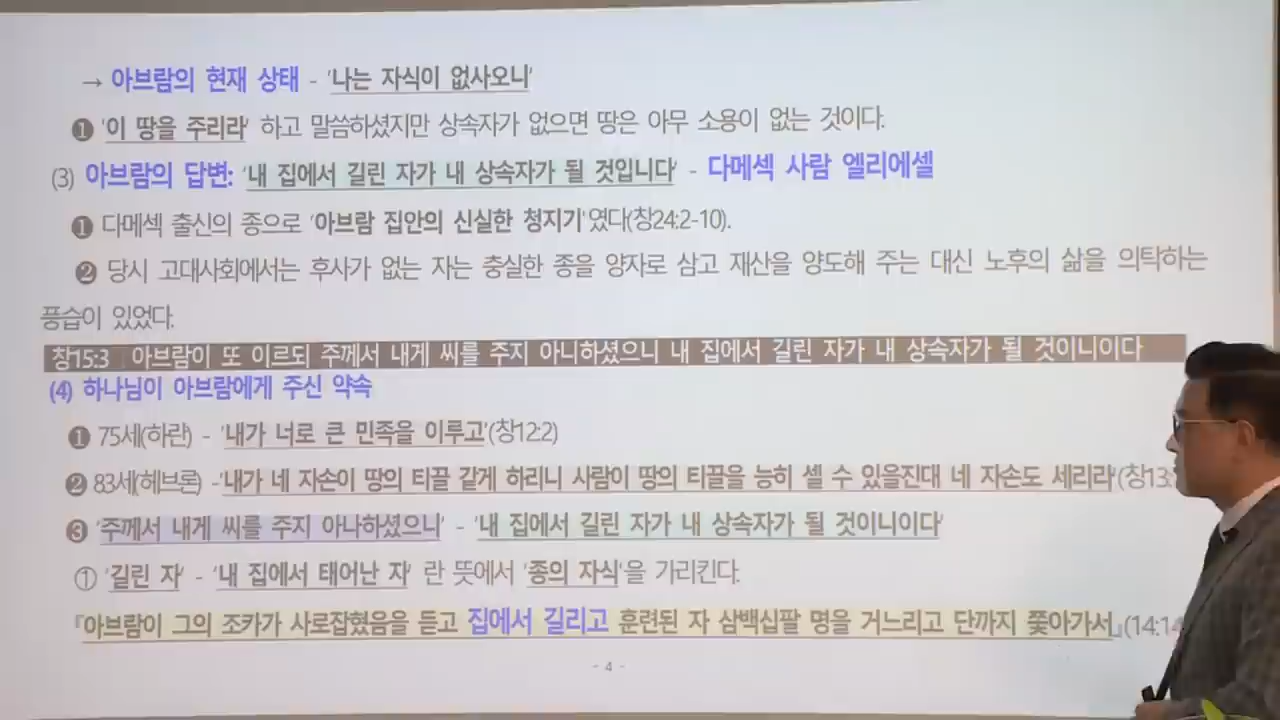 → 아브람의 현재 상태 - '나는 자식이 없사오니'
❶ '이 땅을 주리라' 하고 말씀하셨지만 상속자가 없으면 땅은 아무 소용이 없는 것이다.
(3) 아브람의 답변: '내 집에서 길린 자가 내 상속자가 될 것입니다' - 다메섹 사람 엘리에셀
❶ 다메섹 출신의 종으로 '아브람 집안의 신실한 청지기'였다(창24:2-10).
❷ 당시 고대사회에서는 후사가 없는 자는 충실한 종을 양자로 삼고 재산을 양도해 주는 대신 노후의 삶을 의탁하는
풍습이 있었다.
창15:3 아브람이 또 이르되 주께서 내게 씨를 주지 아니하셨으니 내 집에서 길린 자가 내 상속자가 될 것이니이다
(4) 하나님이 아브람에게 주신 약속
❶ 75세(하란) - '내가 너로 큰 민족을 이루고'(창12:2)
❷ 83세(헤브론) -'내가 네 자손이 땅의 티끌 같게 하리니 사람이 땅의 티끌을 능히 셀 수 있을진대 네 자손도 세리라'(창13:
❸ '주께서 내게 씨를 주지 아나하셨으니' - '내 집에서 길린 자가 내 상속자가 될 것이니이다'
① '길린 자' - '내 집에서 태어난 자' 란 뜻에서 '종의 자식'을 가리킨다.
『아브람이 그의 조카가 사로잡혔음을 듣고 집에서 길리고 훈련된 자 삼백십팔 명을 거느리고 단까지 쫓아가서』(14:14
- 4 -